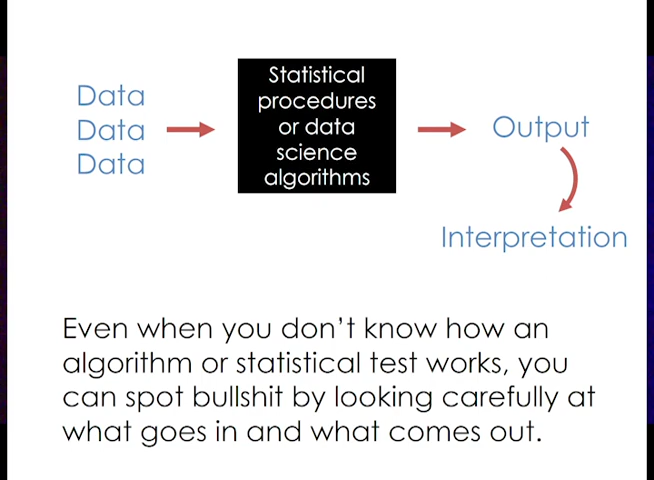 Data
Data
Data
Statistical
procedures
or data
science
algorithms
Output
Interpretation
Even when you don’t know how an
algorithm or statistical test works, you
can spot bullshit by looking carefully at
what goes in and what comes out.